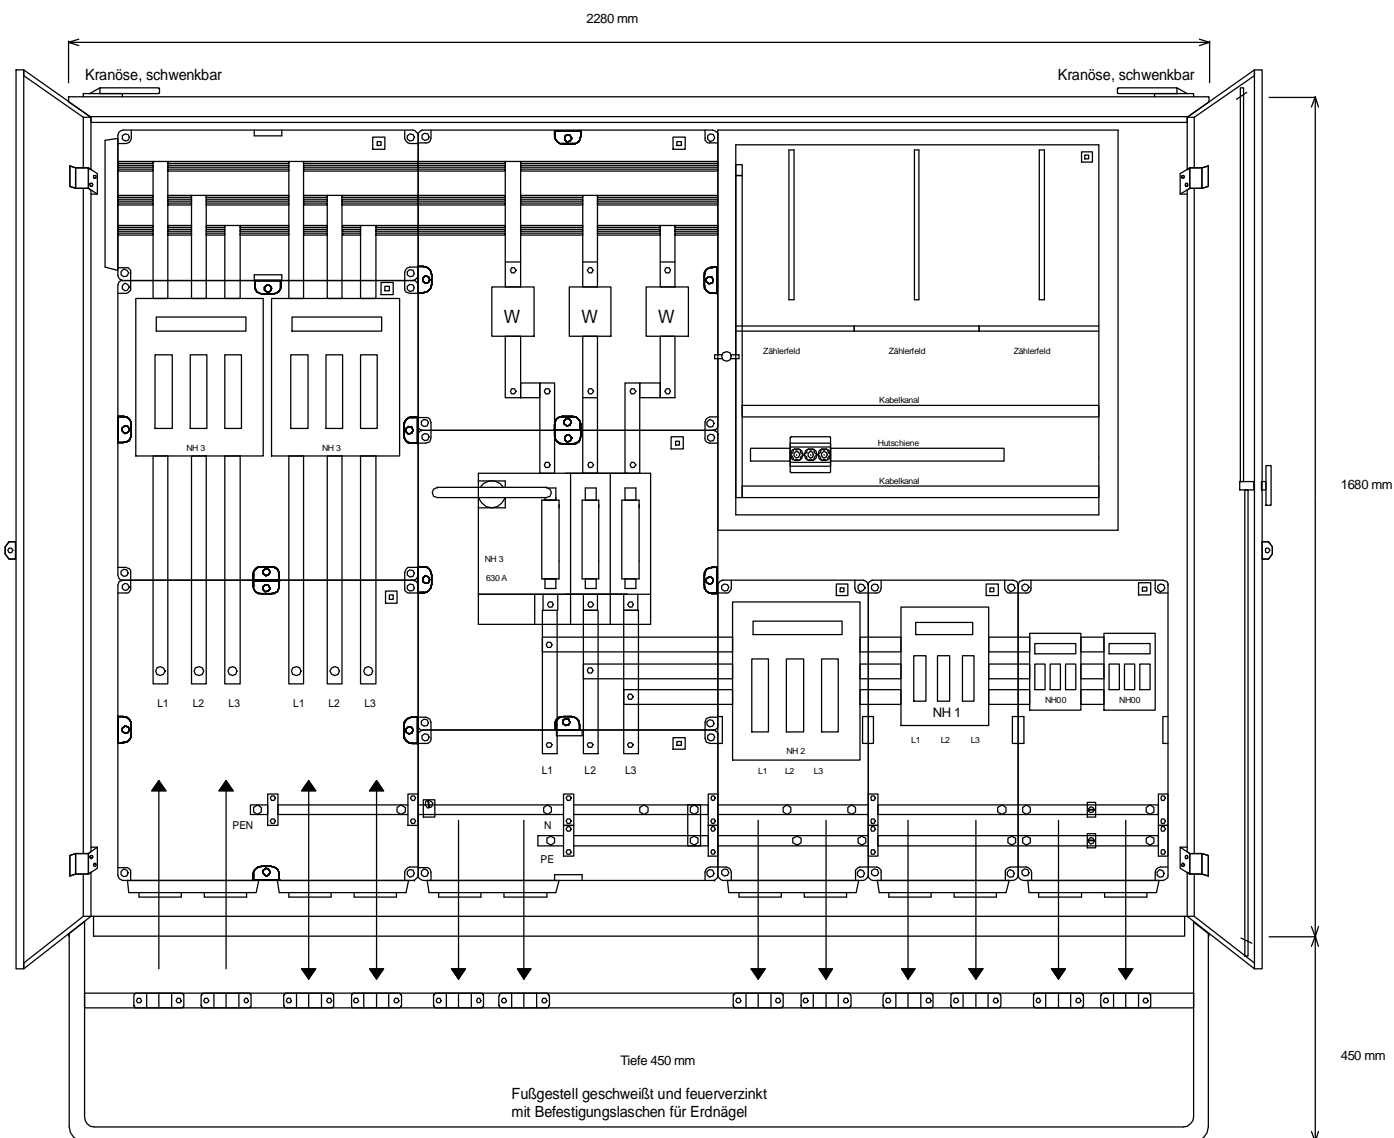 2280 mm
Kranöse, schwenkbar
Kranöse, schwenkbar
W
W
W
Zählerfeld
Zählerfeld
Zählerfeld
Kabelkanal
Hutschiene
Kabelkanal
NH 3
NH 3
1680 mm
NH 3
630 A
L1
L2
L3
L1
L2
L3
NH00
NH00
NH 1
L1
L2
L3
NH 2
L1
L2
L3
L1
L2
L3
PEN
N
PE
Tiefe 450 mm
450 mm
Fußgestell geschweißt und feuerverzinkt
mit Befestigungslaschen für Erdnägel